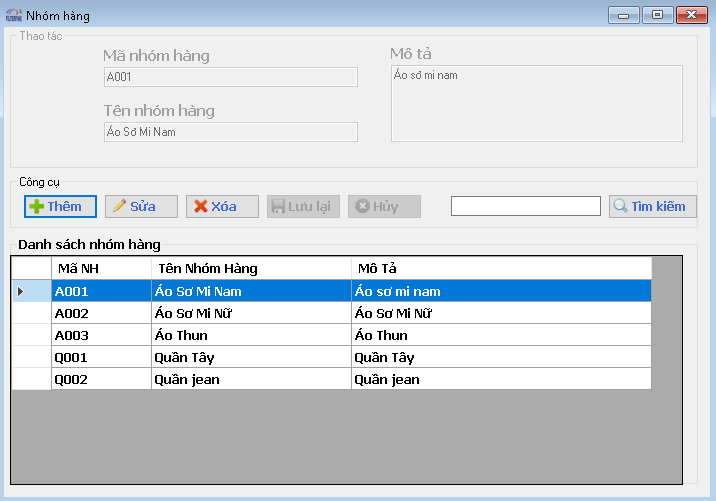 Nhóm hàng
Thao tác
Mã nhóm hàng
A001
Tên nhóm hàng
Áo Sơ Mi Nam
Mô tả
Áo sơ mi nam
Công cụ
Thêm Sửa Xóa Lưu lại Hủy Tìm kiếm
Danh sách nhóm hàng
Mã NH Tên Nhóm Hàng Mô Tả
A001 Áo Sơ Mi Nam Áo sơ mi nam
A002 Áo Sơ Mi Nữ Áo Sơ Mi Nữ
A003 Áo Thun Áo Thun
Q001 Quần Tây Quần Tây
Q002 Quần jean Quần jean